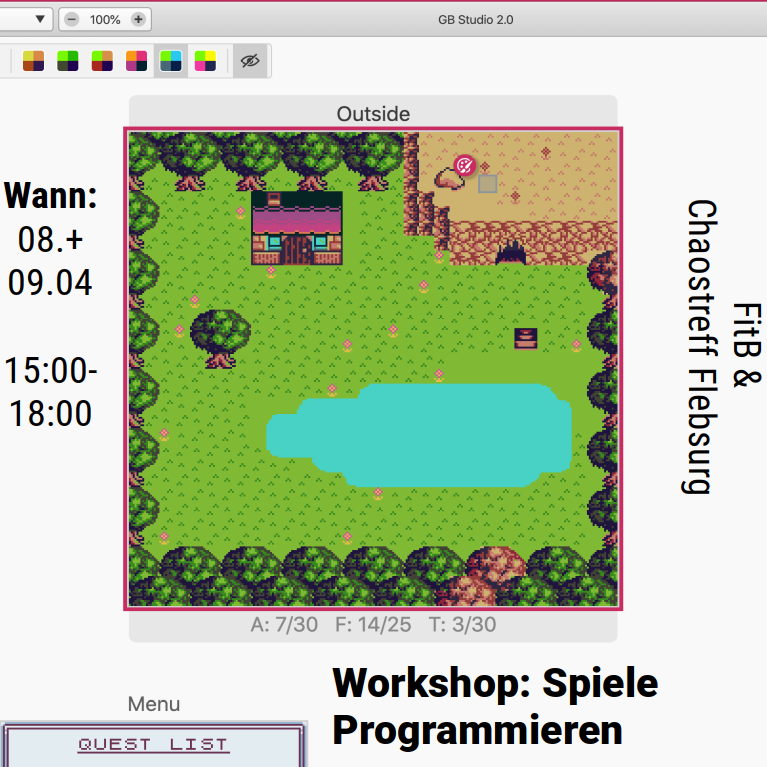 100%
GB Studio 2.0
Outside
Wann:
08.+
09.04
15:00-
18:00
FitB &
Chaostreff Flebsurg
A: 7/30 F: 14/25 T: 3/30
Workshop: Spiele
Programmieren
Menu
QUEST LIST